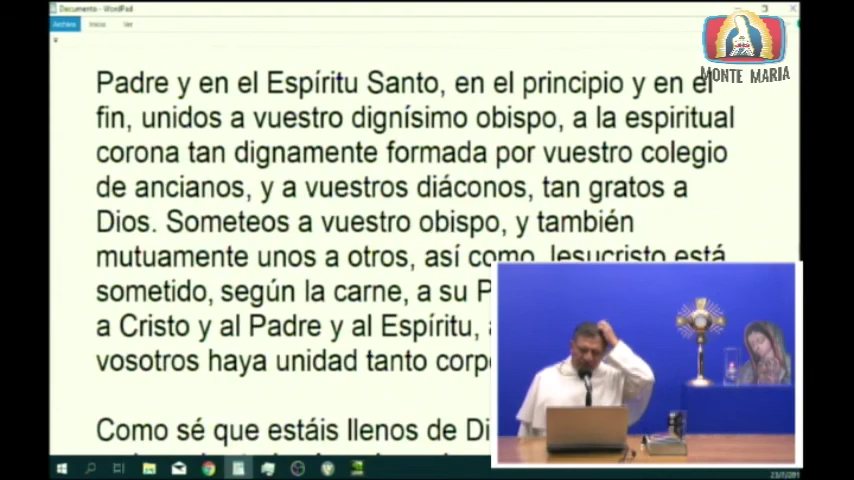 Documento - WordPad
Archivo Inicio Ver
MONTE MARIA
Padre y en el Espíritu Santo, en el principio y en el
fin, unidos a vuestro dignísimo obispo, a la espiritual
corona tan dignamente formada por vuestro colegio
de ancianos, y a vuestros diáconos, tan gratos a
Dios. Someteos a vuestro obispo, y también
mutuamente unos a otros, así como Jesucristo está
sometido, según la carne, a su P
a Cristo y al Padre y al Espíritu, a
vosotros haya unidad tanto corpo
Como sé que estáis llenos de Di